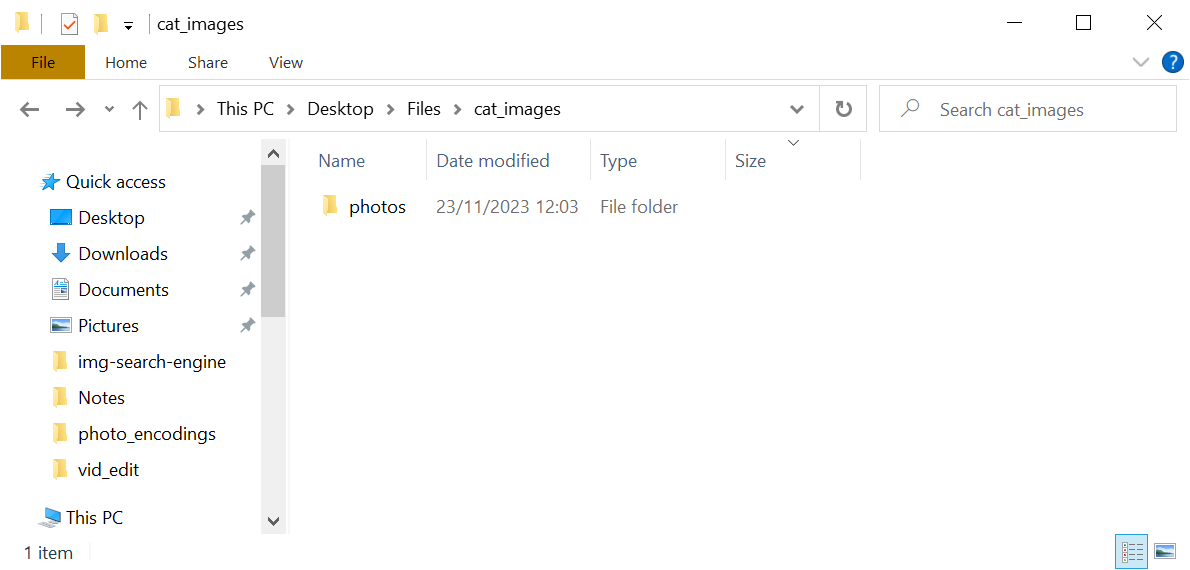 cat_images
File Home Share View ?
This PC Desktop Files cat_images Search cat_images
Name Date modified Type Size
photos 23/11/2023 12:03 File folder
Quick access
Desktop
Downloads
Documents
Pictures
img-search-engine
Notes
photo_encodings
vid_edit
This PC
1 item